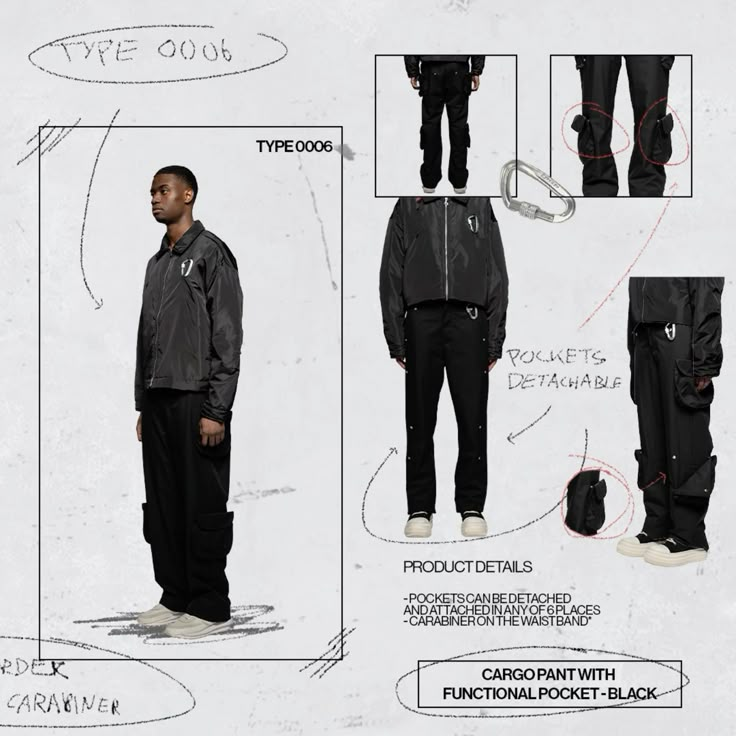 TYPE 0006
TYPE 0006
POCKETS
DETACHABLE
PRODUCT DETAILS
-POCKETS CAN BE DETACHED
AND ATTACHED IN ANY OF 6 PLACES
- CARABINER ON THE WAISTBAND*
RDER
CARABINER
CARGO PANT WITH
FUNCTIONAL POCKET - BLACK